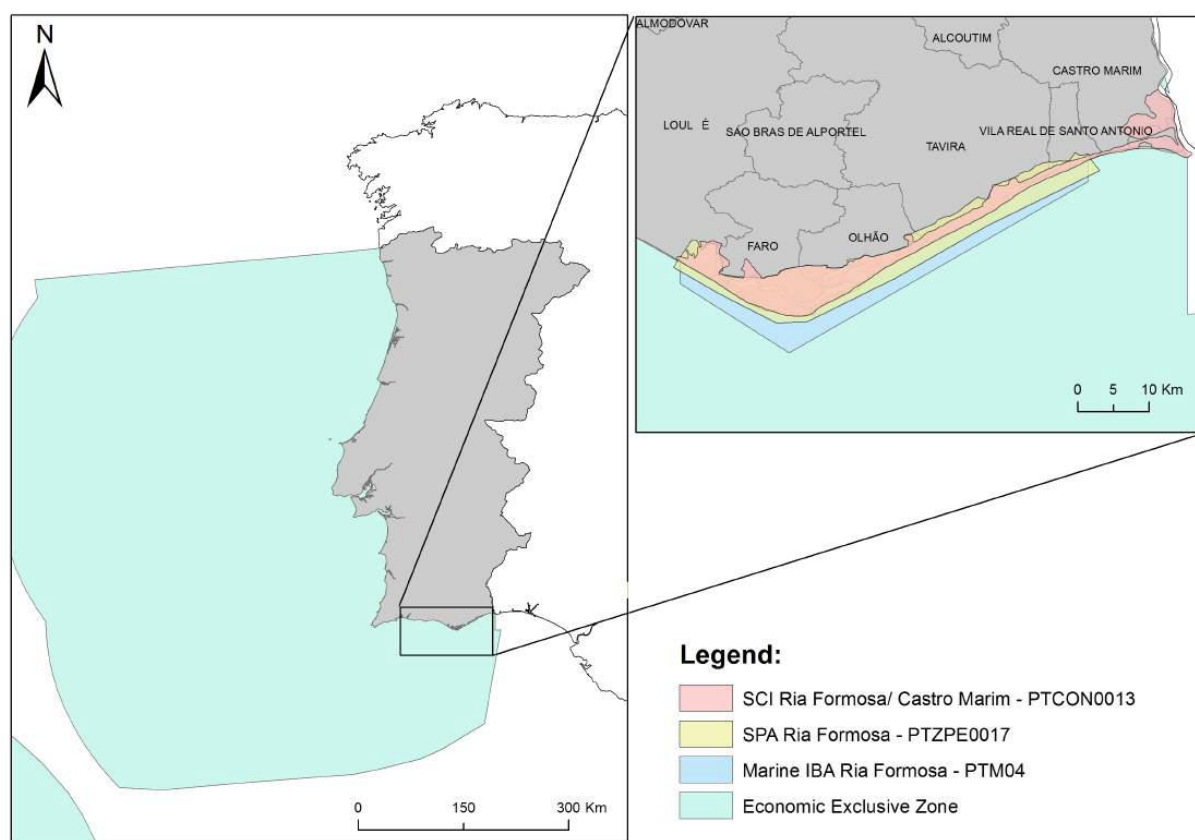 N
ALMODÔVAR
ALCOUTIM
CASTRO MARIM
LOUL É
SAO BRAS DE ALPORTEL
VILA REAL DE SANTO ANTONIO
TAVIRA
FARO
OLHÃO
0 5 10 Km
Legend:
SCI Ria Formosa/ Castro Marim - PTCON0013
SPA Ria Formosa - PTZPE0017
Marine IBA Ria Formosa - PTM04
Economic Exclusive Zone
0 150 300 Km